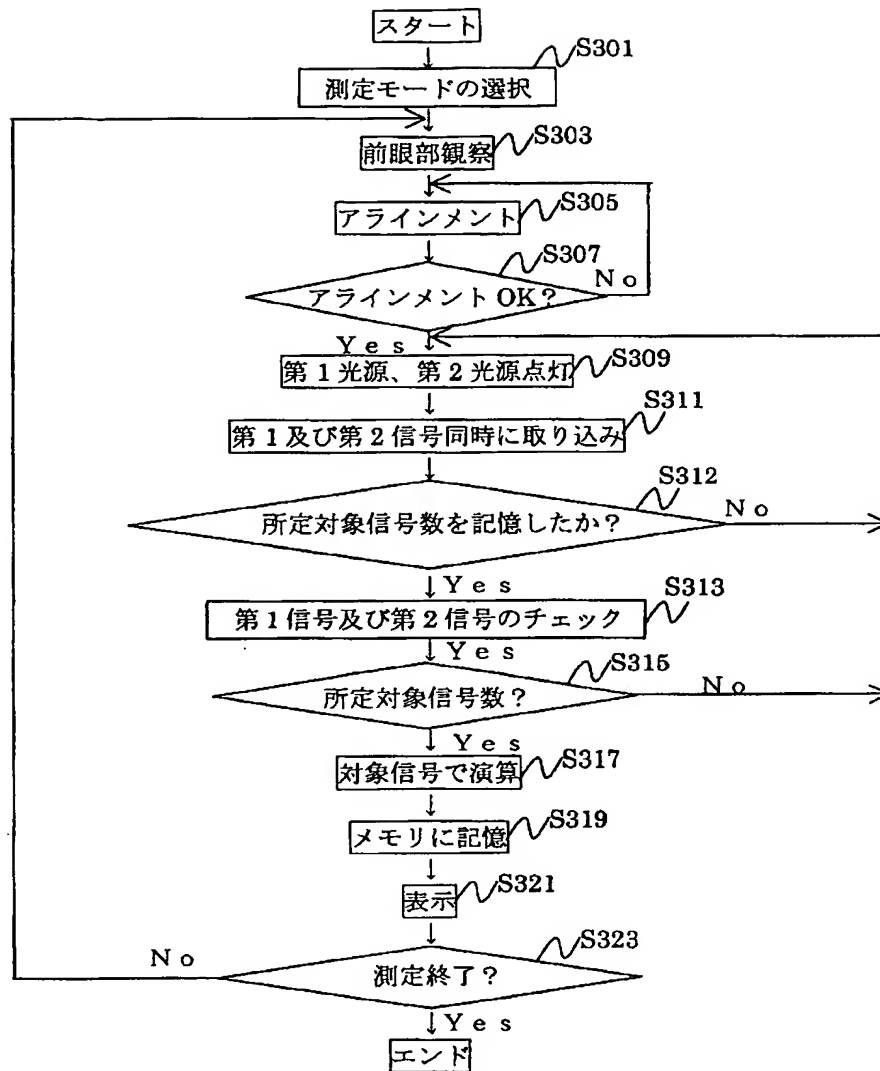 スタート
S301
測定モードの選択
S303
前眼部観察
アラインメント
S305
S307
アラインメントOK?
No
Yes
S309
第1光源、第2光源点灯
S311
第1及び第2信号同時に取り込み
S312
所定対象信号数を記憶したか?
No
Yes
S313
第1信号及び第2信号のチェック
Yes
S315
所定対象信号数?
No
Yes
対象信号で演算
S317
メモリに記憶
S319
表示
S321
S323
No
測定終了?
Yes
エンド